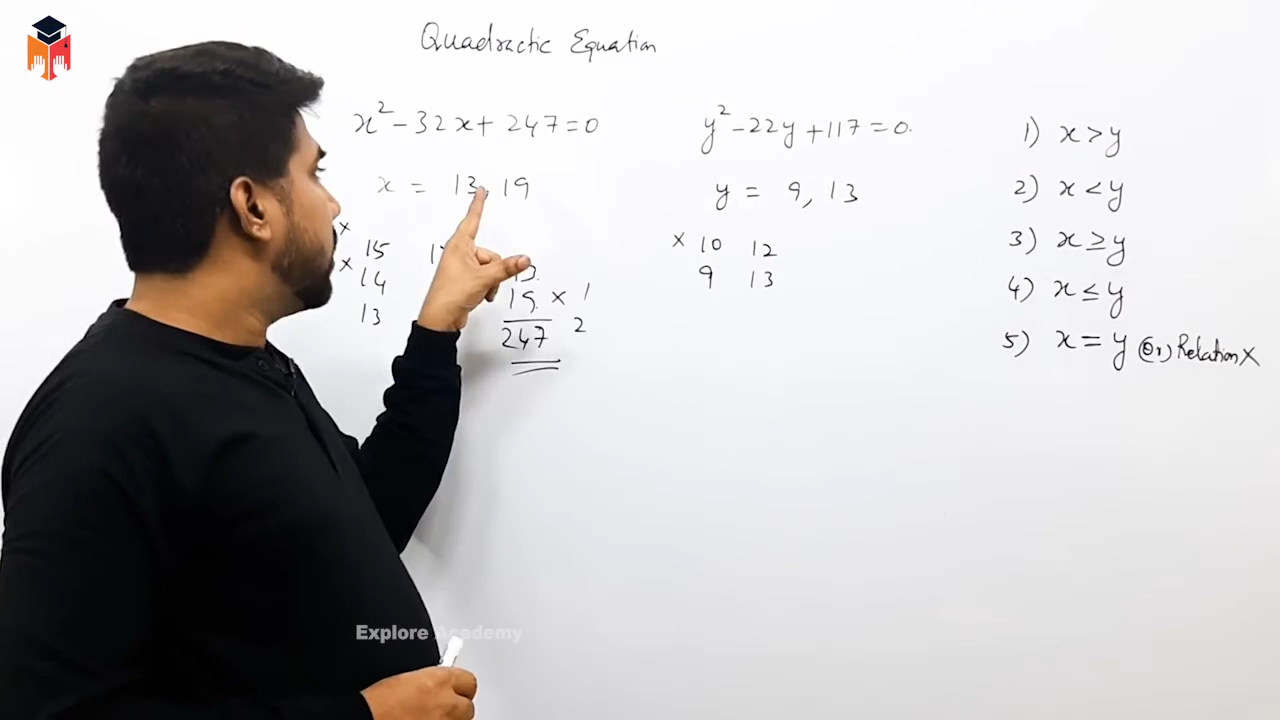 Quadractic Equation
x² - 32x + 247 = 0
x = 13, 19
x 15
x 14
13
13
19 x 1
247 2
y² - 22y + 117 = 0.
y = 9, 13
x 10 12
9 13
1) x > y
2) x < y
3) x ≥ y
4) x ≤ y
5) x = y (or) Relation X
Explore Academy